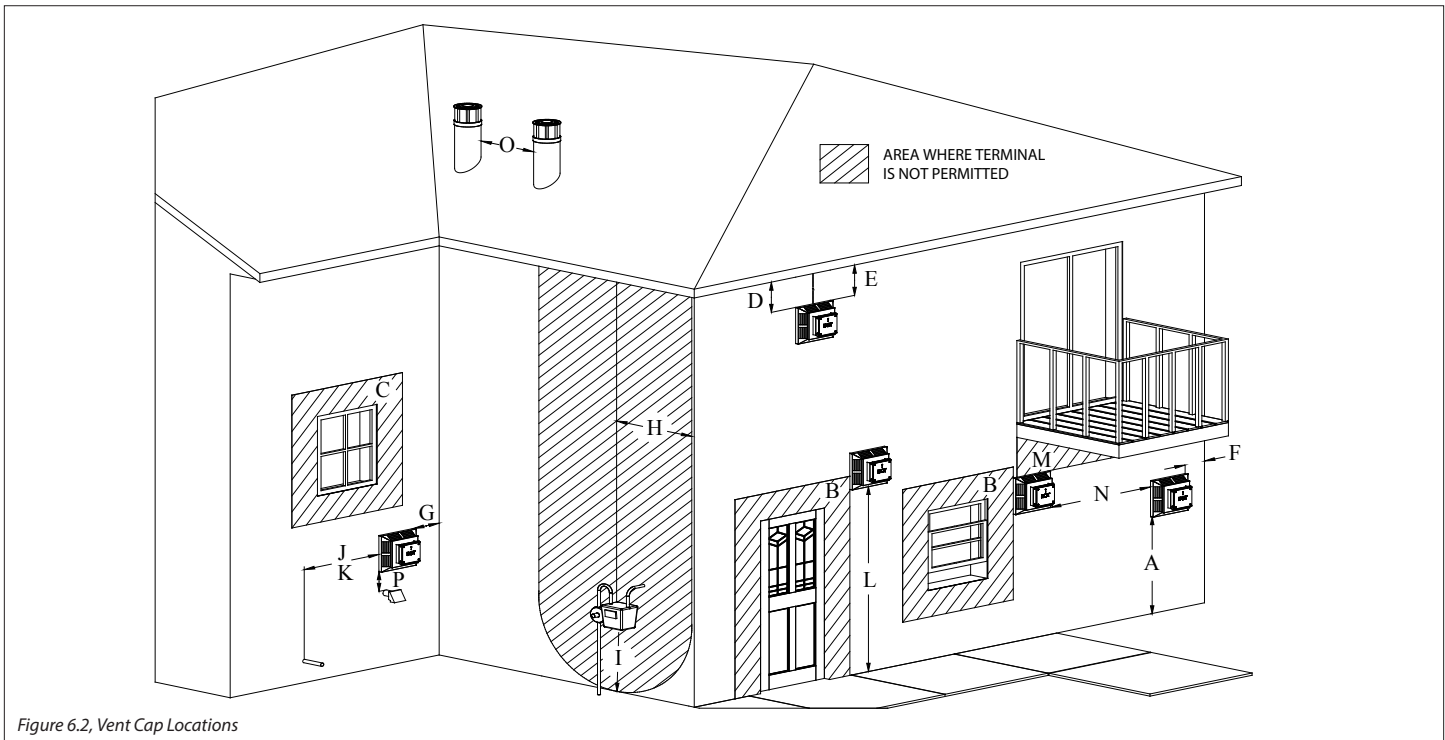 O
AREA WHERE TERMINAL
IS NOT PERMITTED
D
E
C
H
F
M
B
B
N
G
J
K
P
L
A
I
Figure 6.2, Vent Cap Locations